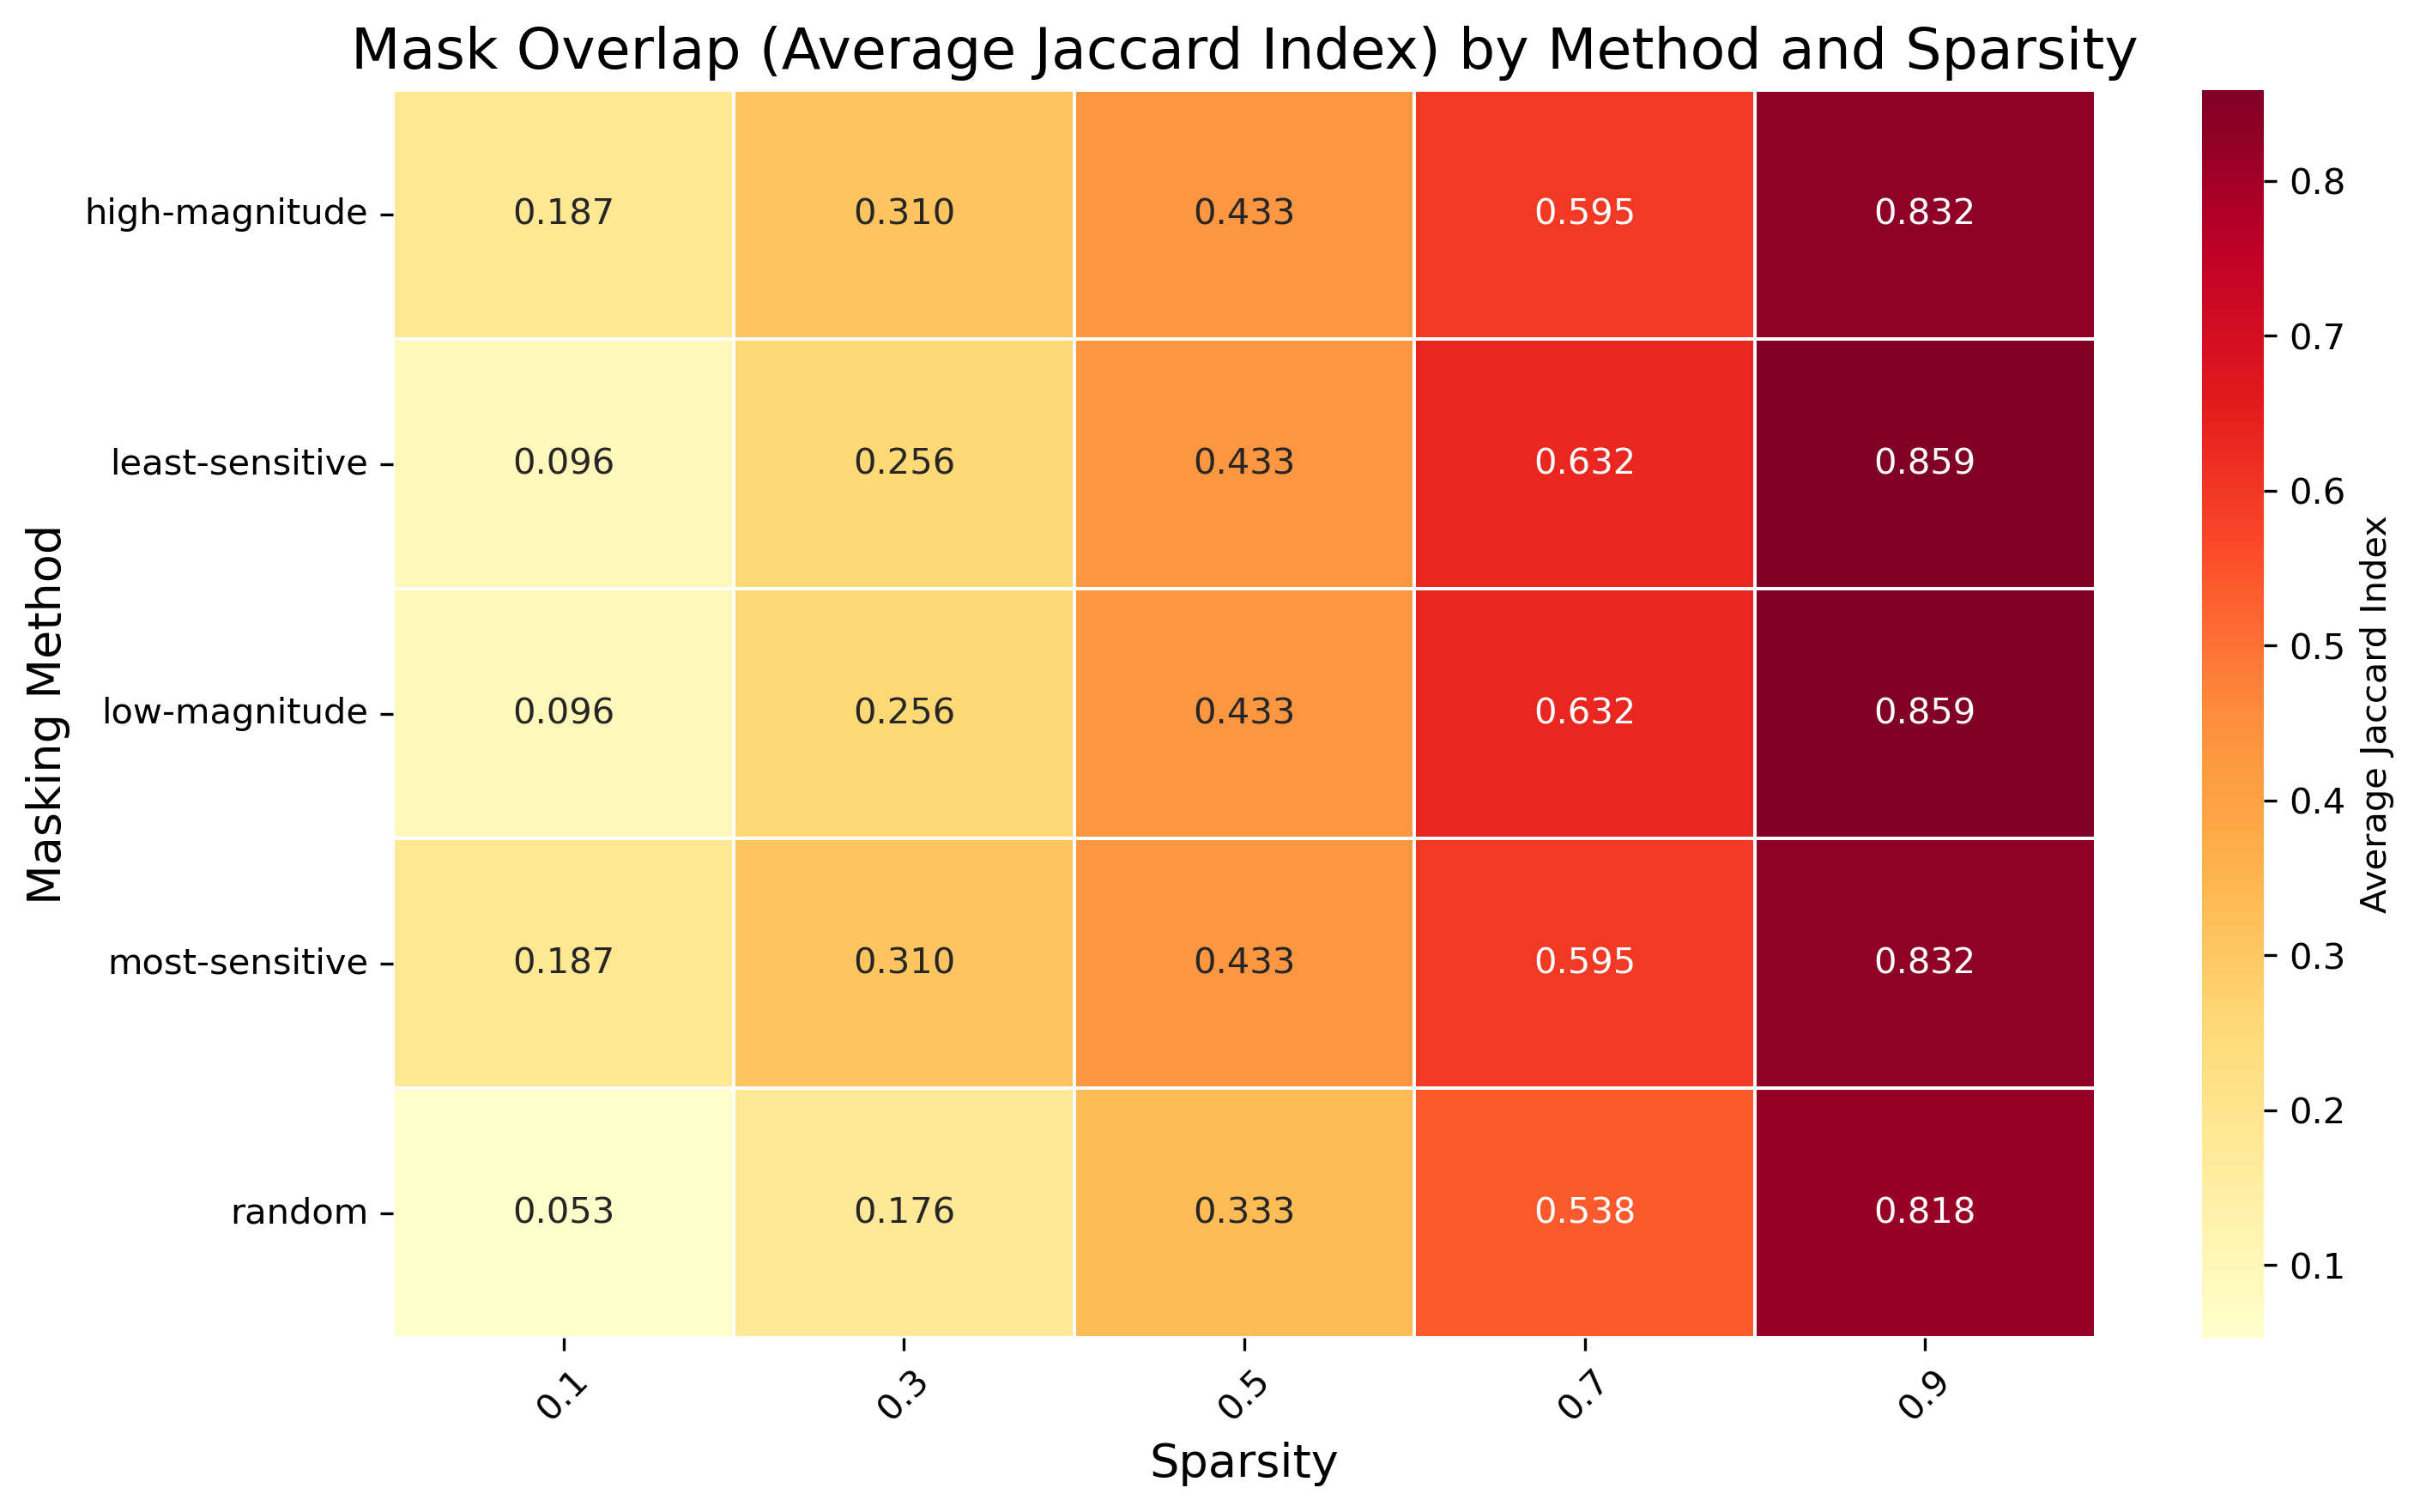 Mask Overlap (Average Jaccard Index) by Method and Sparsity
Masking Method
high-magnitude 0.187 0.310 0.433 0.595 0.832
least-sensitive 0.096 0.256 0.433 0.632 0.859
low-magnitude 0.096 0.256 0.433 0.632 0.859
most-sensitive 0.187 0.310 0.433 0.595 0.832
random 0.053 0.176 0.333 0.538 0.818
0.1 0.3 0.5 0.7 0.9
Sparsity
0.8
0.7
0.6
0.5
0.4
0.3
0.2
0.1
Average Jaccard Index